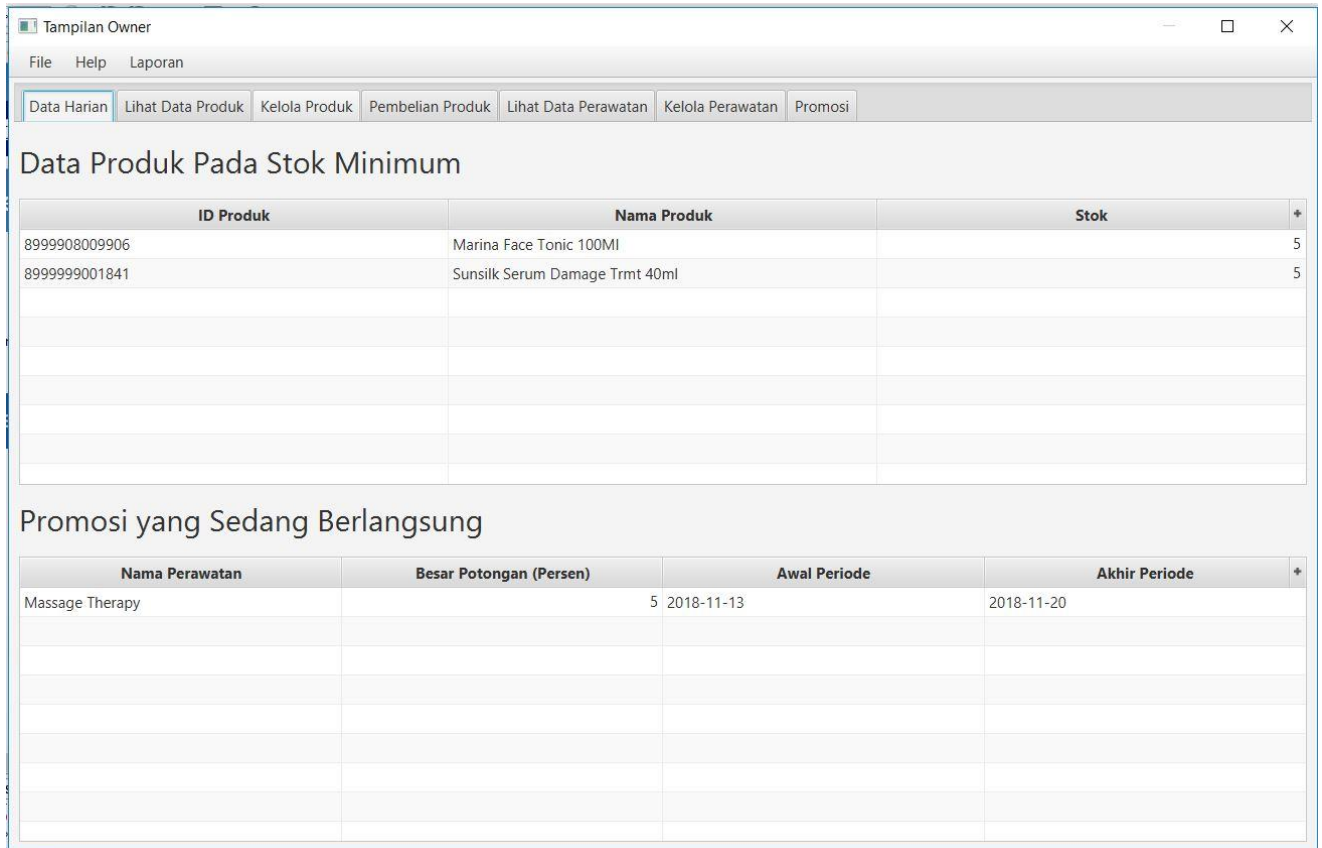 Tampilan Owner
File Help Laporan
Data Harian Lihat Data Produk Kelola Produk Pembelian Produk Lihat Data Perawatan Kelola Perawatan Promosi
Data Produk Pada Stok Minimum
ID Produk Nama Produk Stok +
8999908009906 Marina Face Tonic 100Ml 5
8999999001841 Sunsilk Serum Damage Trmt 40ml 5
Promosi yang Sedang Berlangsung
Nama Perawatan Besar Potongan (Persen) Awal Periode Akhir Periode +
Massage Therapy 5 2018-11-13 2018-11-20